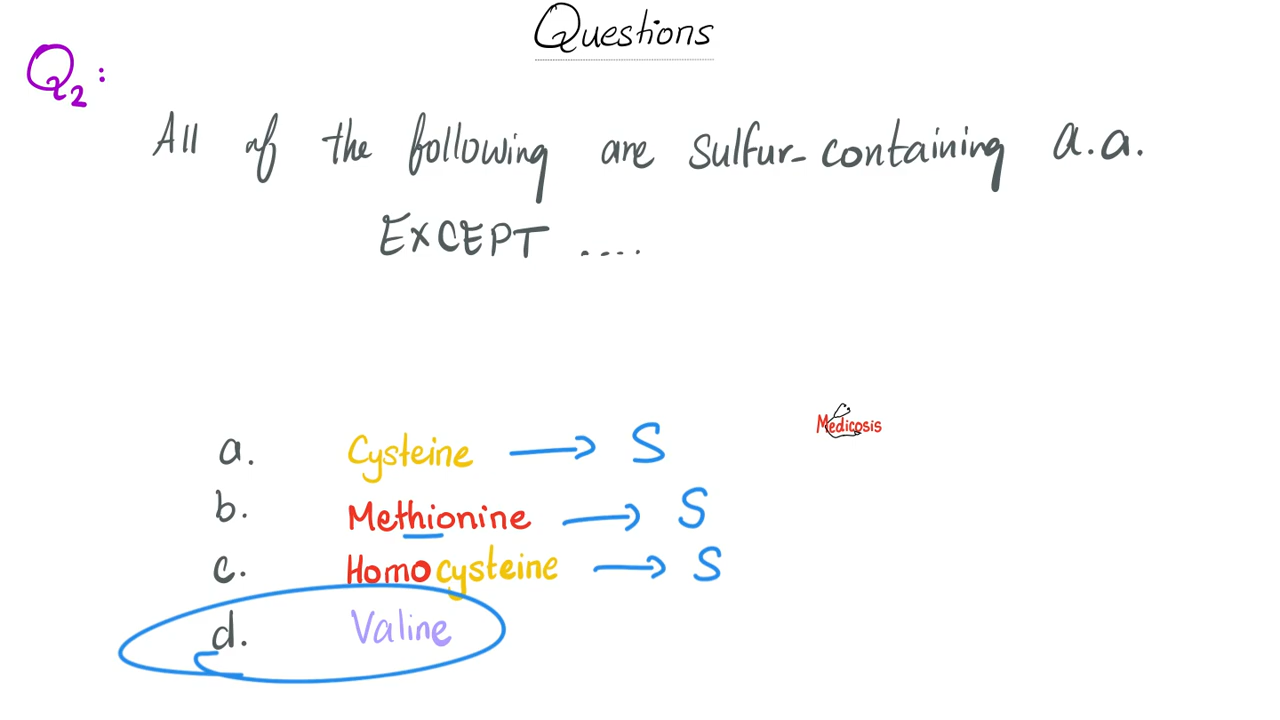 Questions
Q2:
All of the following are sulfur-containing a.a.
EXCEPT ....
Medicosis
a. Cysteine → S
b. Methionine → S
c. Homocysteine → S
d. Valine